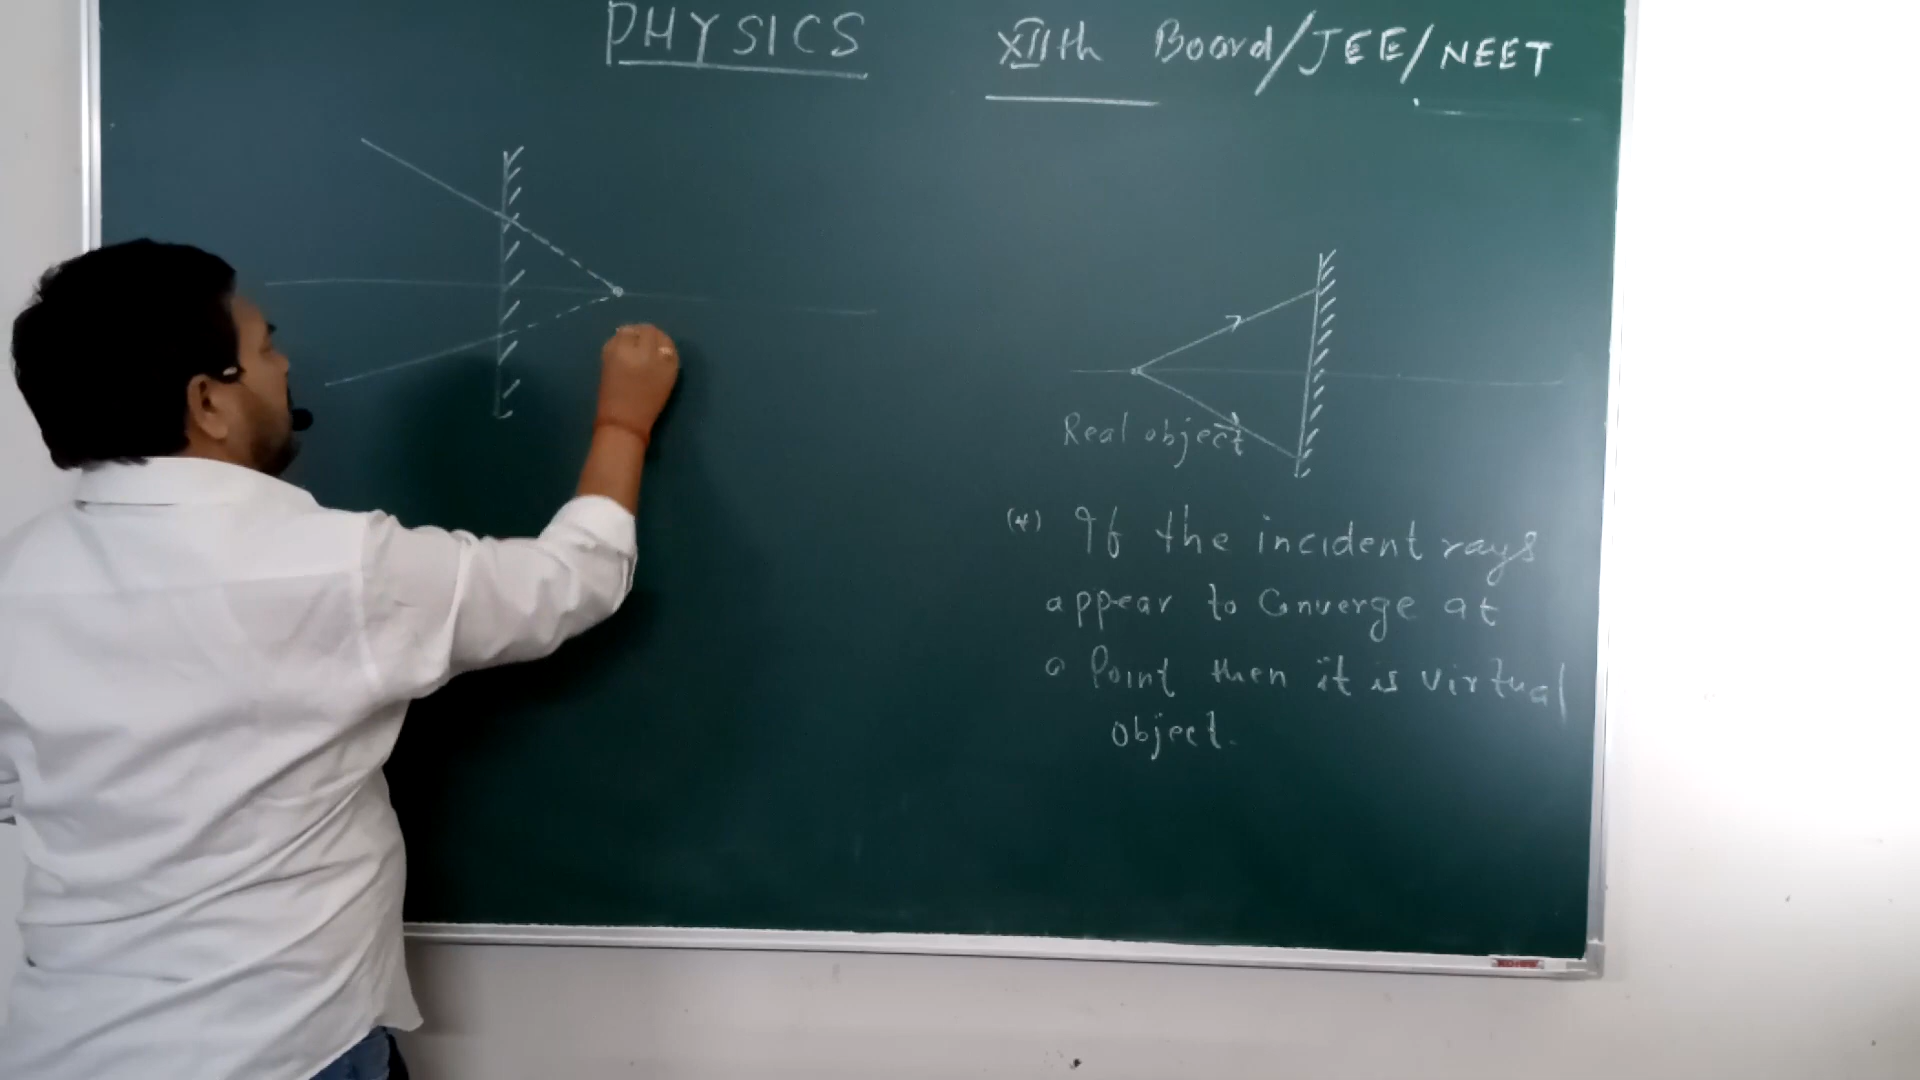 PHYSICS
XIIth Board/JEE/NEET
Real object
(*) If the incident rays
appear to Converge at
a Point then it is virtual
object.